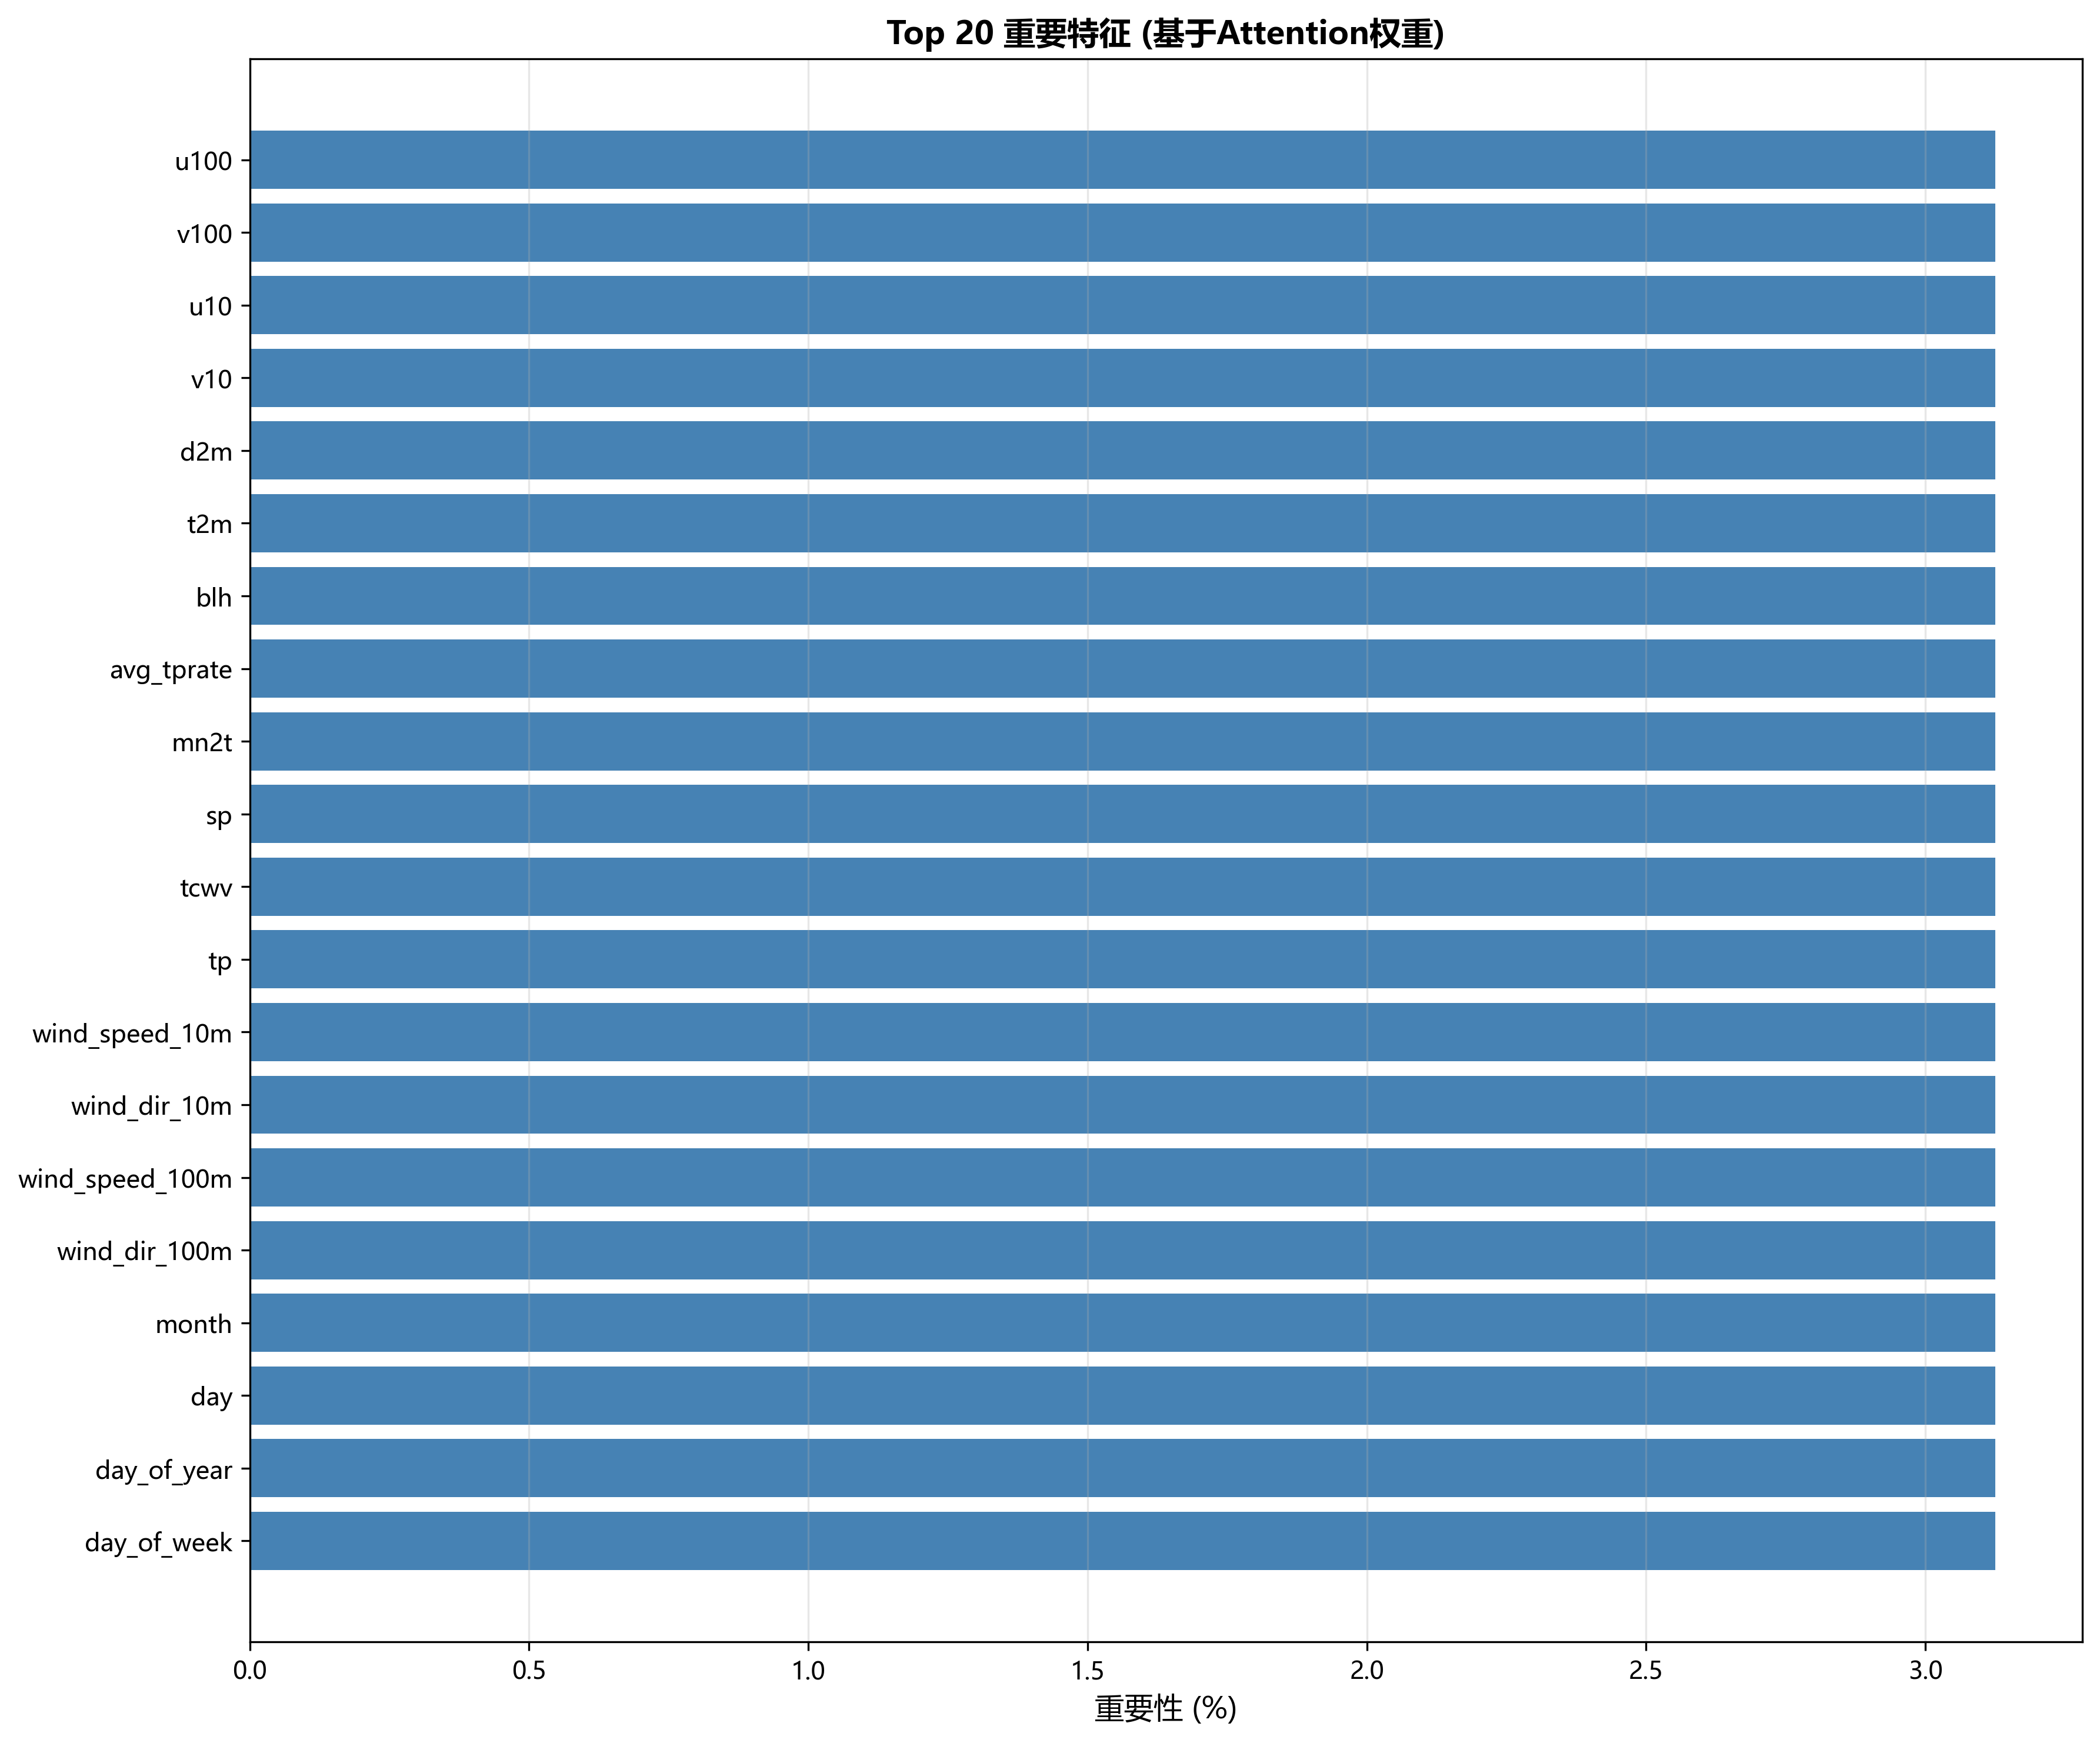 Top 20 重要特征 (基于Attention权重)
u100
v100
u10
v10
d2m
t2m
blh
avg_tprate
mn2t
sp
tcwv
tp
wind_speed_10m
wind_dir_10m
wind_speed_100m
wind_dir_100m
month
day
day_of_year
day_of_week
0.0 0.5 1.0 1.5 2.0 2.5 3.0
重要性 (%)